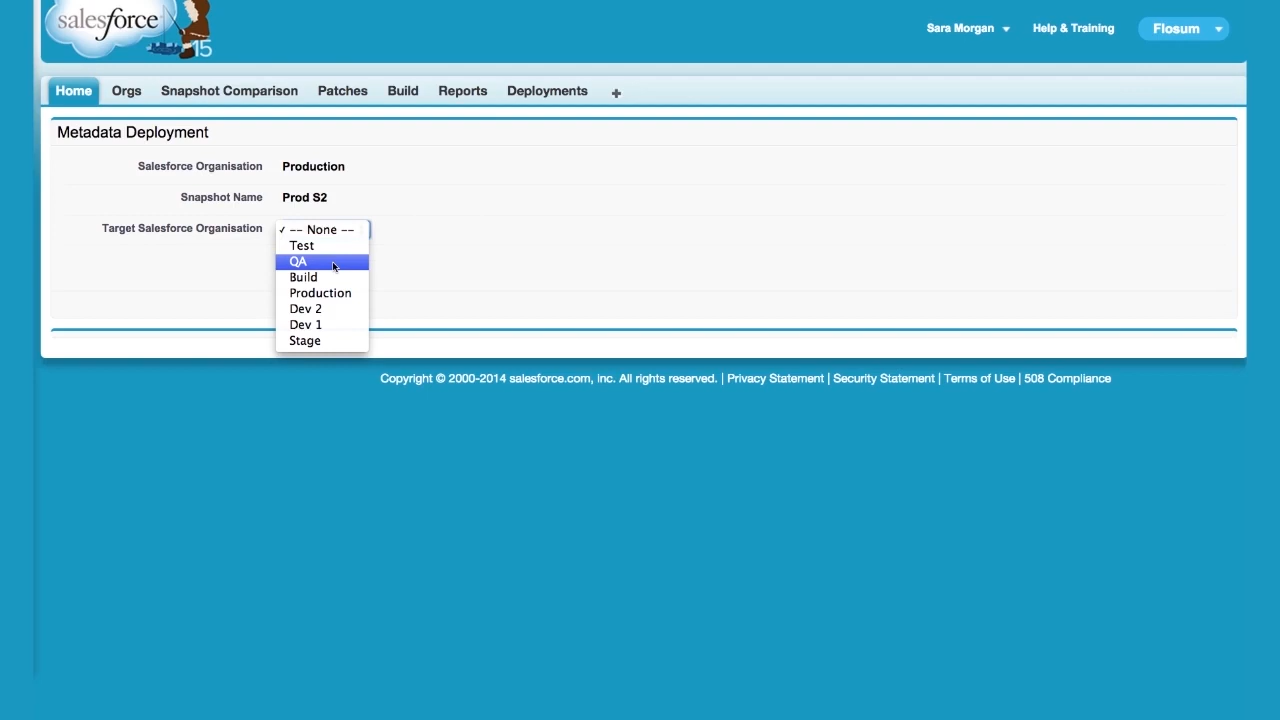 salesforce
15
Sara Morgan
Help & Training
Flosum
Home Orgs Snapshot Comparison Patches Build Reports Deployments +
Metadata Deployment
Salesforce Organisation Production
Snapshot Name Prod S2
Target Salesforce Organisation ✓ -- None --
Test
QA
Build
Production
Dev 2
Dev 1
Stage
Copyright © 2000-2014 salesforce.com, inc. All rights reserved. | Privacy Statement | Security Statement | Terms of Use | 508 Compliance